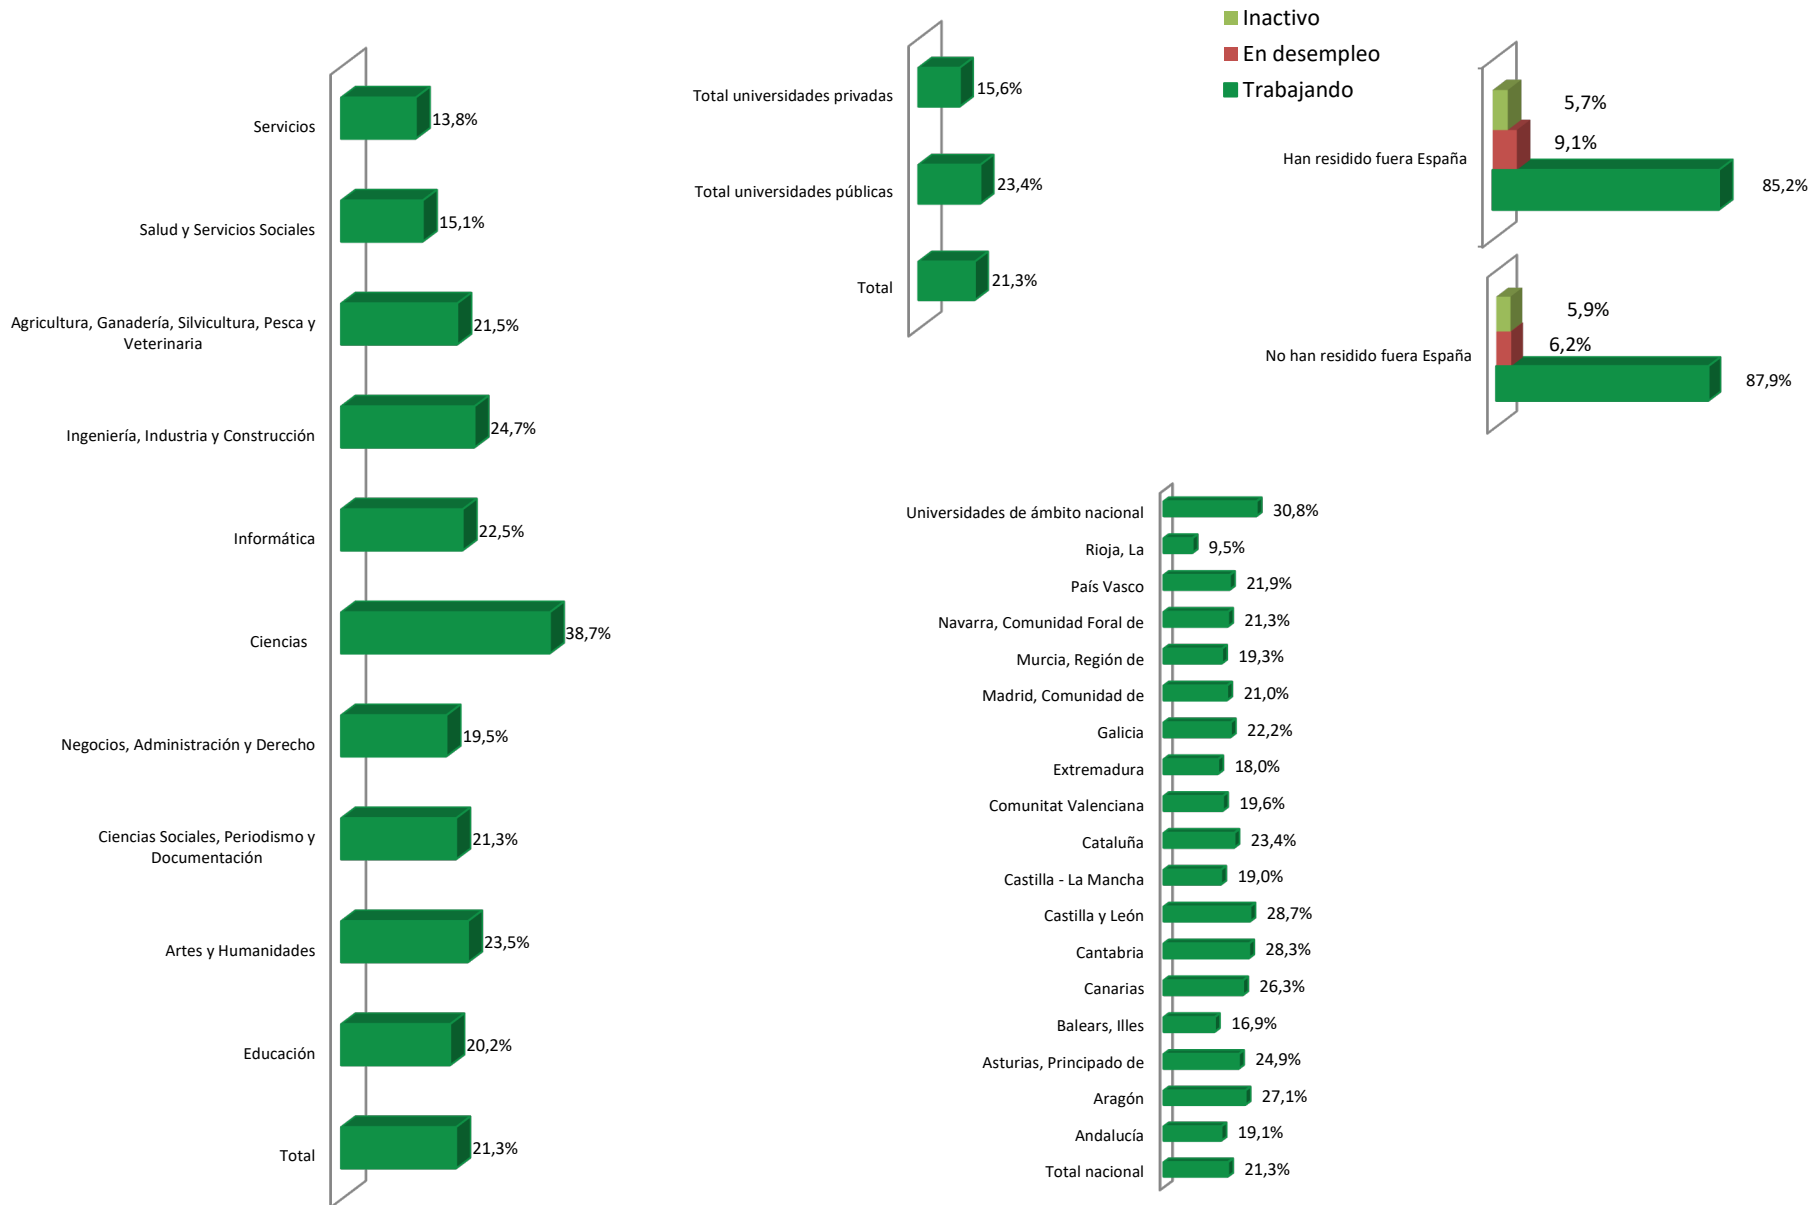 Servicios
13,8%
Salud y Servicios Sociales
15,1%
Agricultura, Ganadería, Silvicultura, Pesca y
Veterinaria
21,5%
Ingeniería, Industria y Construcción
24,7%
Informática
22,5%
Ciencias
38,7%
Negocios, Administración y Derecho
19,5%
Ciencias Sociales, Periodismo y
Documentación
21,3%
Artes y Humanidades
23,5%
Educación
20,2%
Total
21,3%
Total universidades privadas
15,6%
Total universidades públicas
23,4%
Total
21,3%
Inactivo
En desempleo
Trabajando
Han residido fuera España
5,7%
9,1%
85,2%
No han residido fuera España
5,9%
6,2%
87,9%
Universidades de ámbito nacional
30,8%
Rioja, La
9,5%
País Vasco
21,9%
Navarra, Comunidad Foral de
21,3%
Murcia, Región de
19,3%
Madrid, Comunidad de
21,0%
Galicia
22,2%
Extremadura
18,0%
Comunitat Valenciana
19,6%
Cataluña
23,4%
Castilla - La Mancha
19,0%
Castilla y León
28,7%
Cantabria
28,3%
Canarias
26,3%
Balears, Illes
16,9%
Asturias, Principado de
24,9%
Aragón
27,1%
Andalucía
19,1%
Total nacional
21,3%